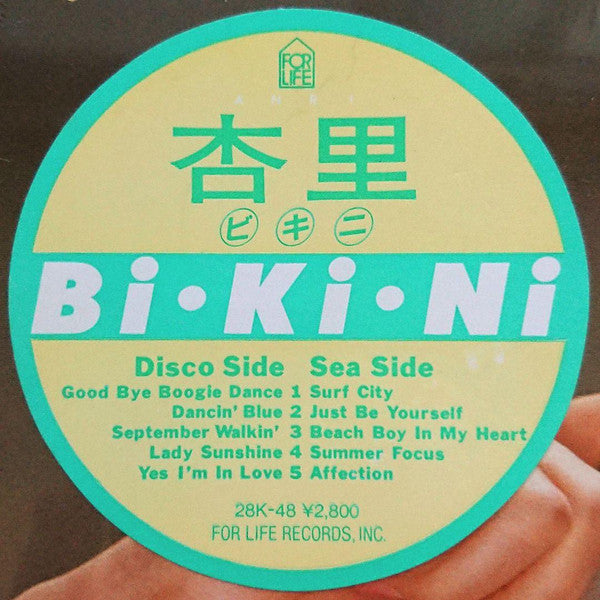 FOR
LIFE
ANRI
杏里
ビキニ
Bi•Ki•Ni
Disco Side Sea Side
Good Bye Boogie Dance 1 Surf City
Dancin' Blue 2 Just Be Yourself
September Walkin' 3 Beach Boy In My Heart
Lady Sunshine 4 Summer Focus
Yes I'm In Love 5 Affection
28K-48 ¥2,800
FOR LIFE RECORDS, INC.